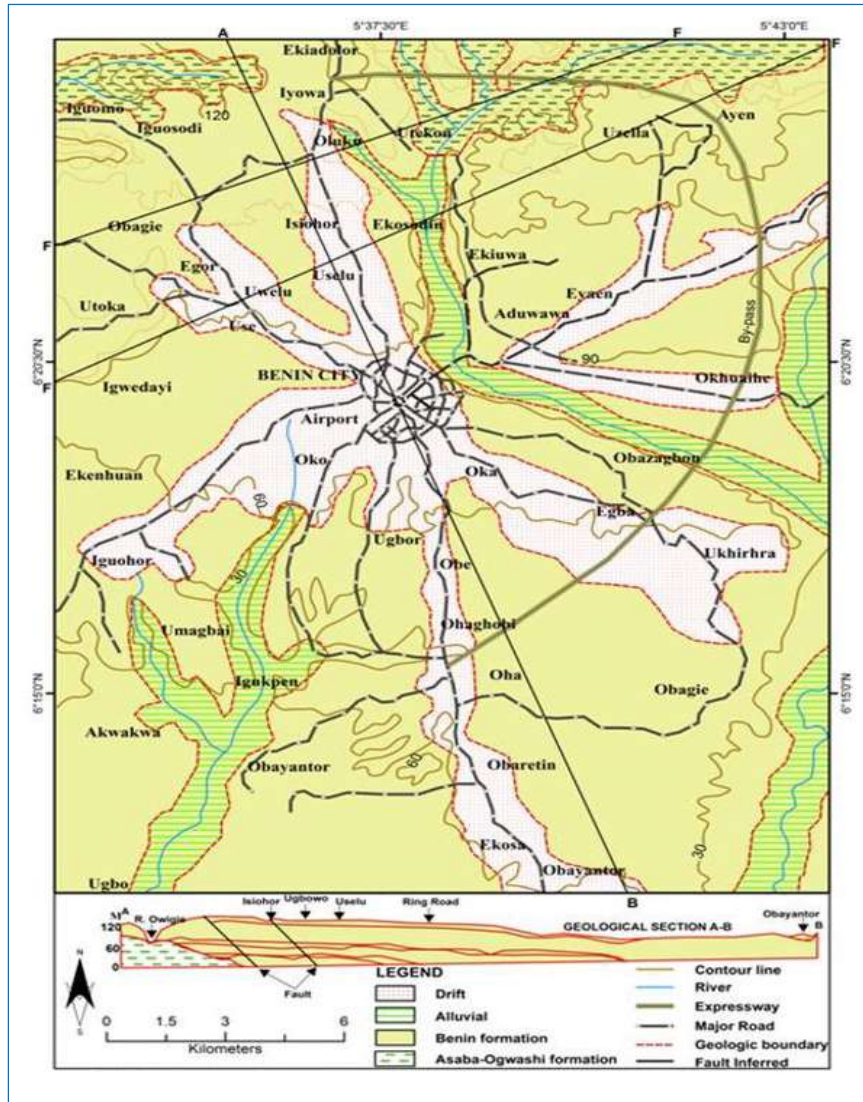 5°37'30"E
5°43'0"E
A
F
F
Ekiadolor
Iyowa
Iguomo
120
Iguosodi
Oluku
Utekon
Uzella
Ayen
Obagie
Isiohor
Ekosodin
F
Egor
Ekiuwa
Uselu
Uwelu
Eyaen
Utoka
Aduwawa
Use
By-pass
6°20'30"N
6°20'30"N
90
F
Igwedayi
BENIN CITY
Okhuaihe
Airport
Oko
Oka
Obazagbon
Ekenhuan
60
Egba
Ugbor
Ukhirhra
Iguohor
Obe
30
Umagbai
Ohaghobi
Igukpen
Oha
Obagie
6°15'0"N
6°15'0"N
Akwakwa
Obayantor
60
Obaretin
Ekosa
30
Ugbo
Obayantor
B
M
A
R. Owigie
Isiohor
Ugbowo
Uselu
Ring Road
Obayantor
B
120
60
0
GEOLOGICAL SECTION A-B
Fault
N
S
0
1.5
3
6
Kilometers
LEGEND
Drift
Alluvial
Benin formation
Asaba-Ogwashi formation
Contour line
River
Expressway
Major Road
Geologic boundary
Fault Inferred